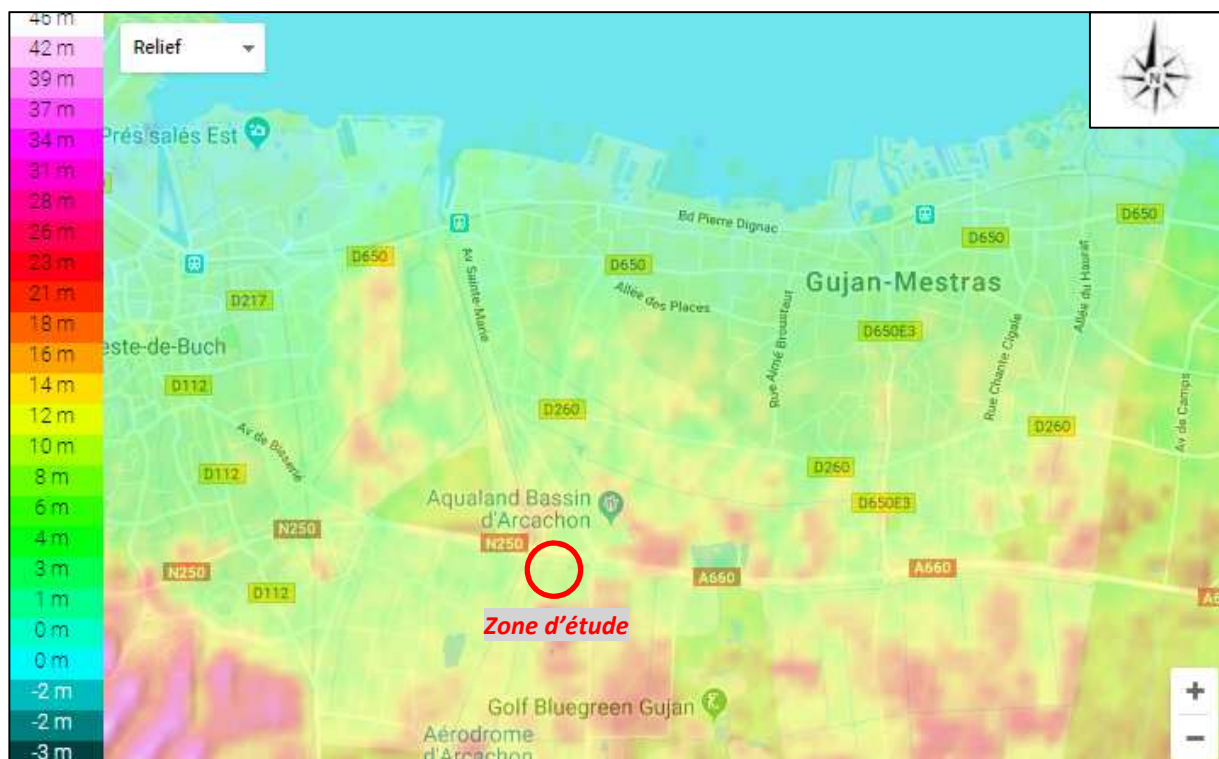 46 m
42 m
39 m
37 m
34 m
31 m
28 m
26 m
23 m
21 m
18 m
16 m
14 m
12 m
10 m
8 m
6 m
4 m
3 m
1 m
0 m
0 m
-2 m
-2 m
-3 m
Relief
N
Prés salés Est
Bd Pierre Dignac
D650
D650
D650
D650
Av Sainte-Marie
Allée des Places
Gujan-Mestras
Allée du Haurat
D217
Rue Aimé Broustaut
D650E3
Rue Chante Cigale
este-de-Buch
D112
D260
D260
Av de Camps
Av de Bisserié
D112
D260
Aqualand Bassin
d'Arcachon
D650E3
N250
N250
N250
A660
A660
A6
D112
Zone d'étude
Golf Bluegreen Gujan
Aérodrome
d'Arcachon
+
−